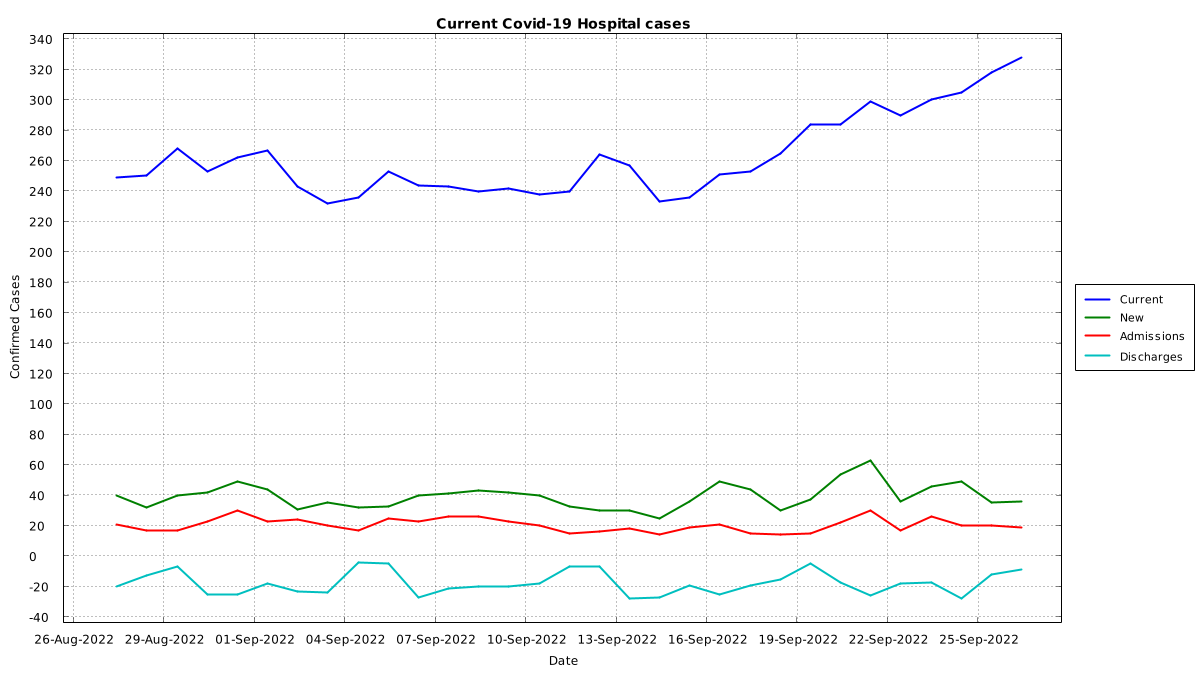 Current Covid-19 Hospital cases
340
320
300
280
260
240
220
200
180
160
140
120
100
80
60
40
20
0
-20
-40
Confirmed Cases
26-Aug-2022 29-Aug-2022 01-Sep-2022 04-Sep-2022 07-Sep-2022 10-Sep-2022 13-Sep-2022 16-Sep-2022 19-Sep-2022 22-Sep-2022 25-Sep-2022
Date
Current
New
Admissions
Discharges